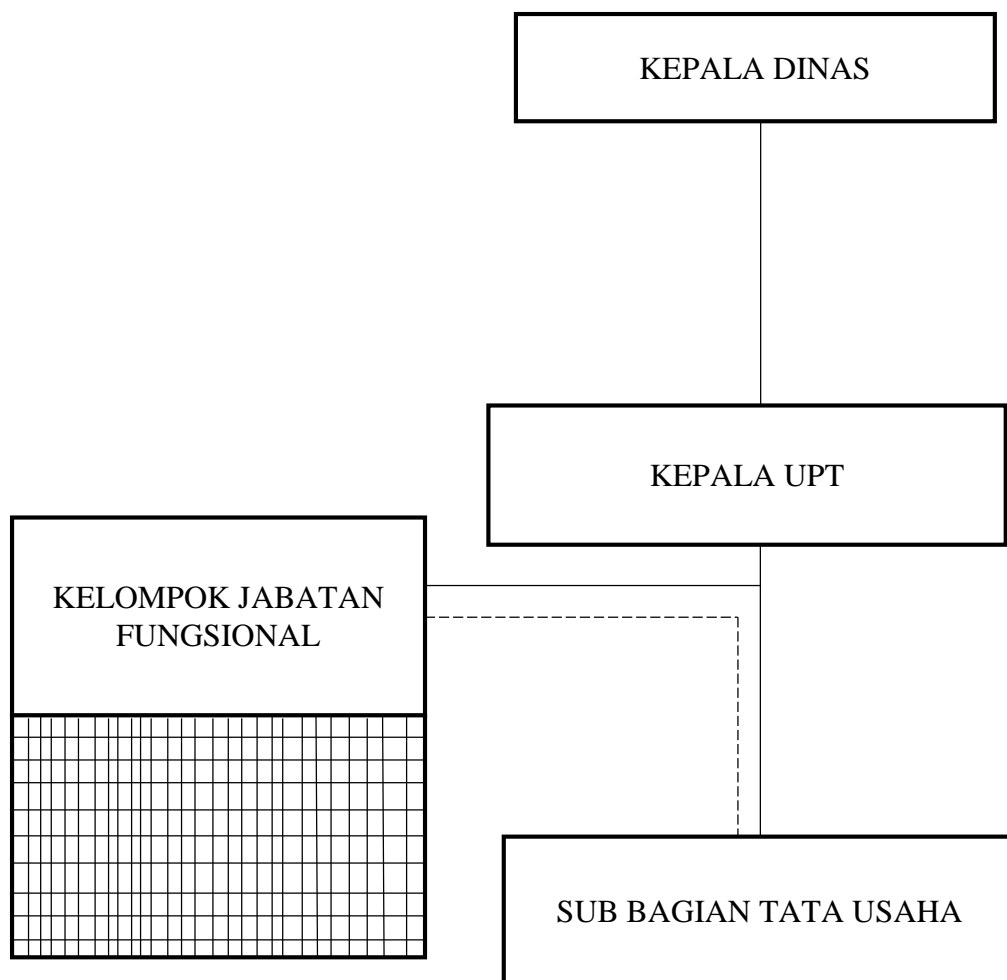 KEPALA DINAS
KEPALA UPT
KELOMPOK JABATAN
FUNGSIONAL
SUB BAGIAN TATA USAHA